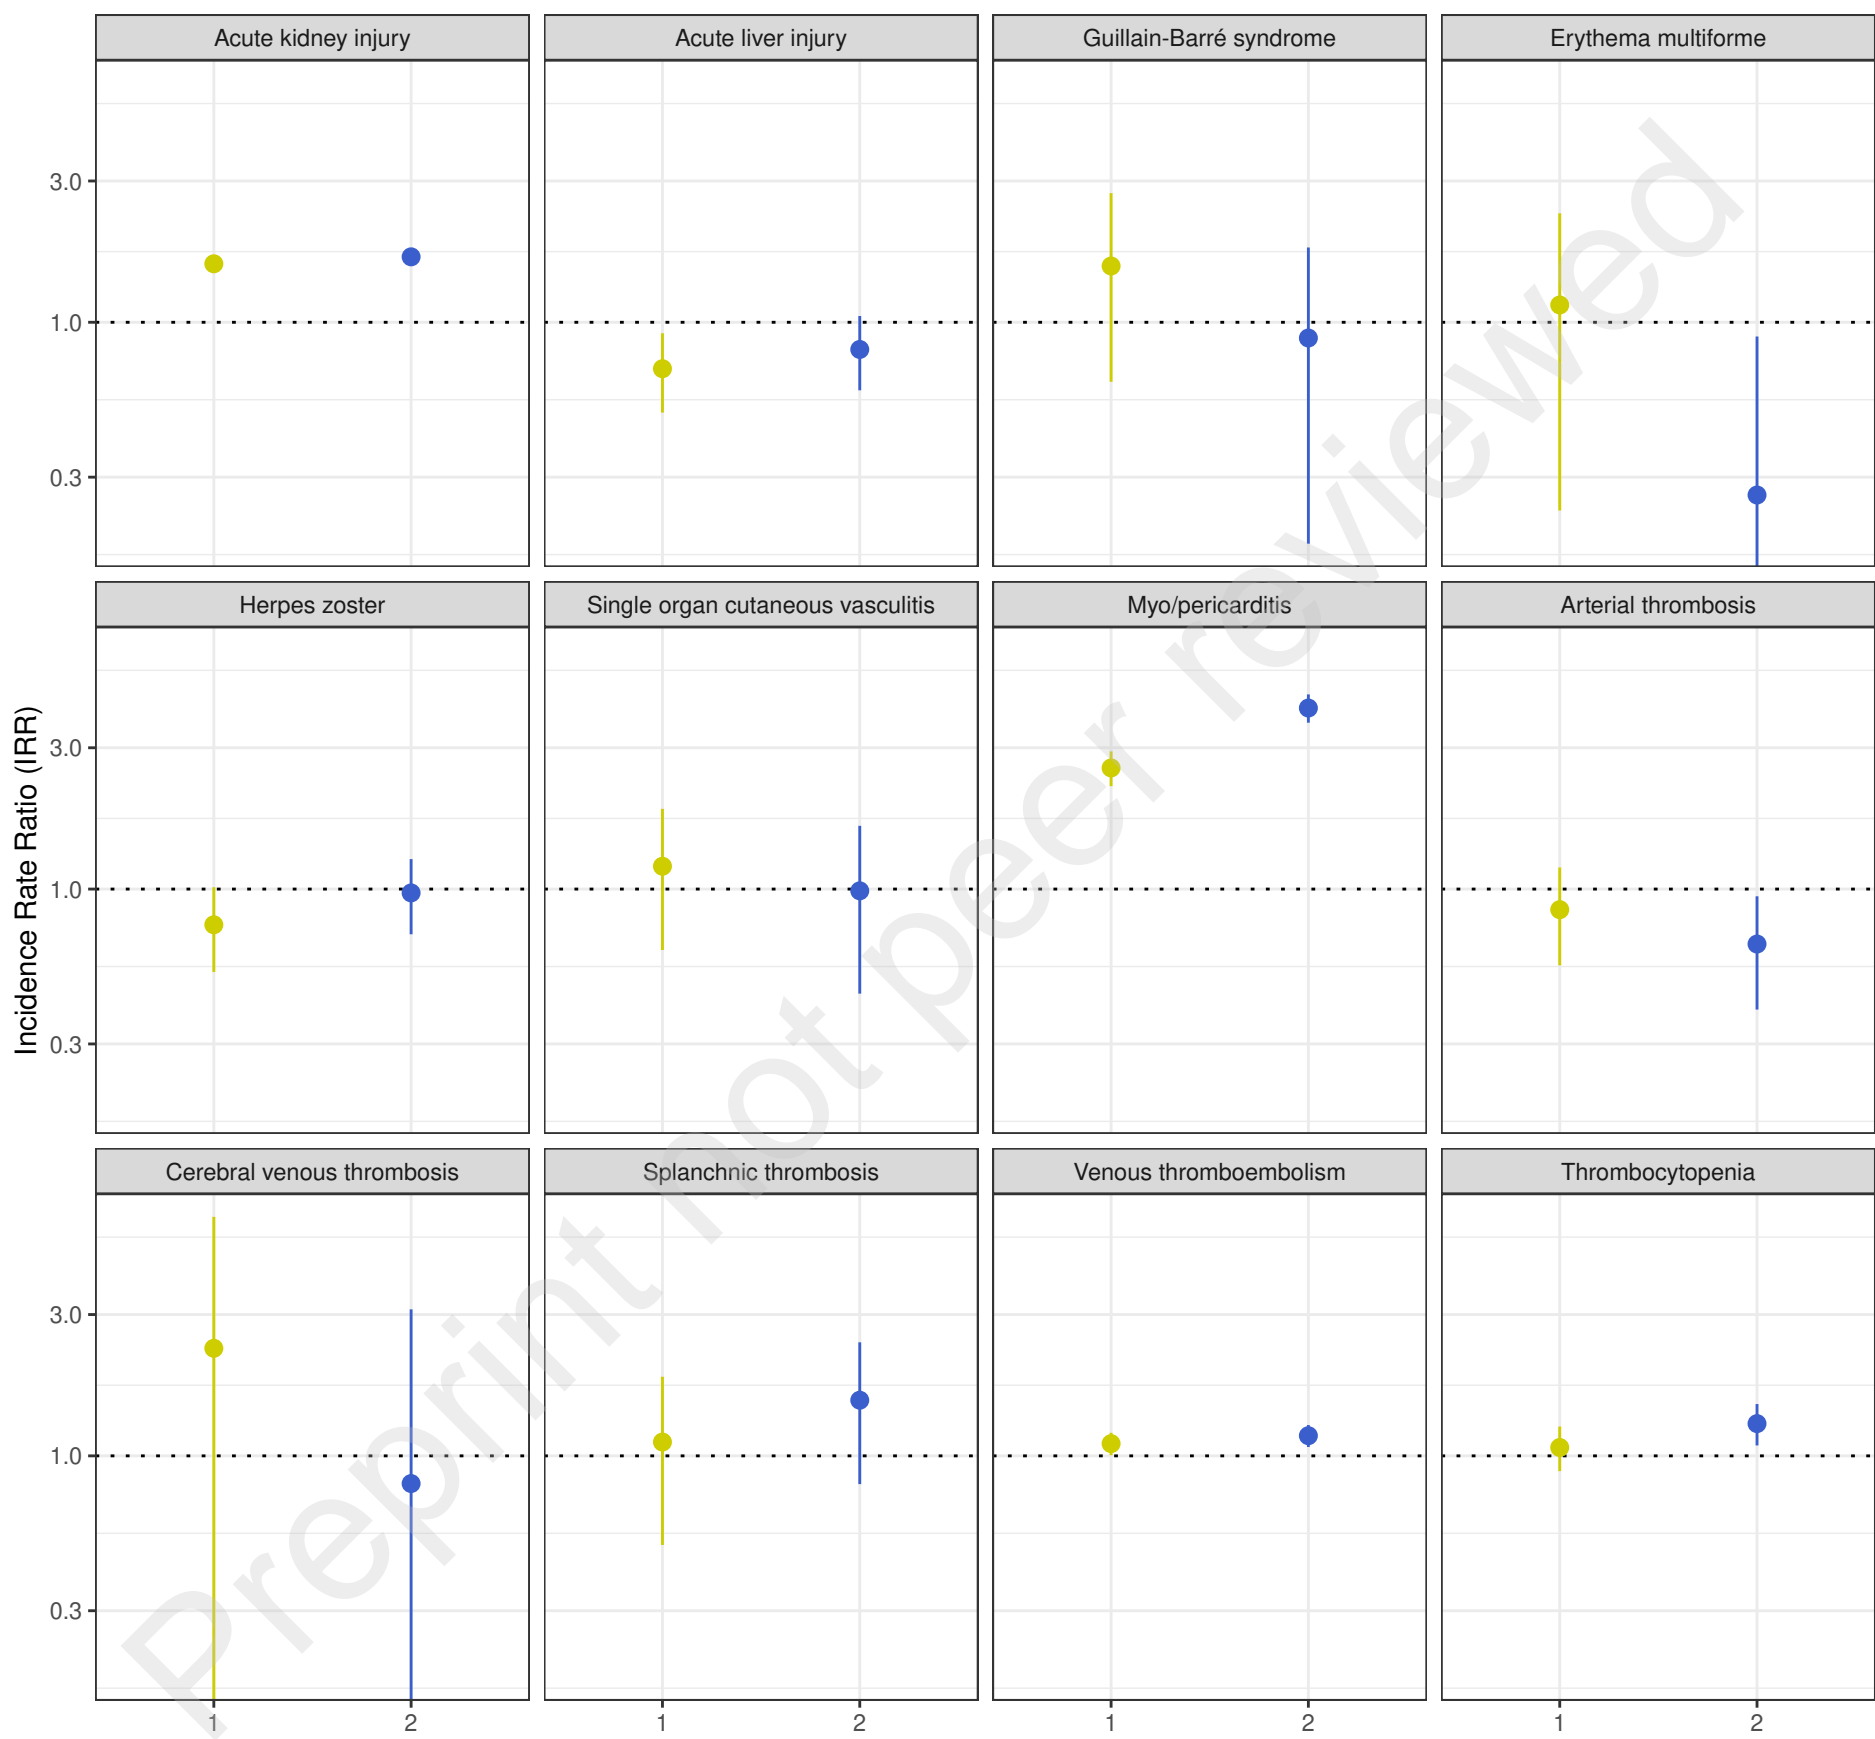 Acute kidney injury
Acute liver injury
Guillain-Barré syndrome
Erythema multiforme
3.0
1.0
0.3
Herpes zoster
Single organ cutaneous vasculitis
Myo/pericarditis
Arterial thrombosis
3.0
1.0
0.3
Cerebral venous thrombosis
Splanchnic thrombosis
Venous thromboembolism
Thrombocytopenia
3.0
1.0
0.3
1 2
1 2
1 2
1 2
Incidence Rate Ratio (IRR)
Preprint not peer reviewed